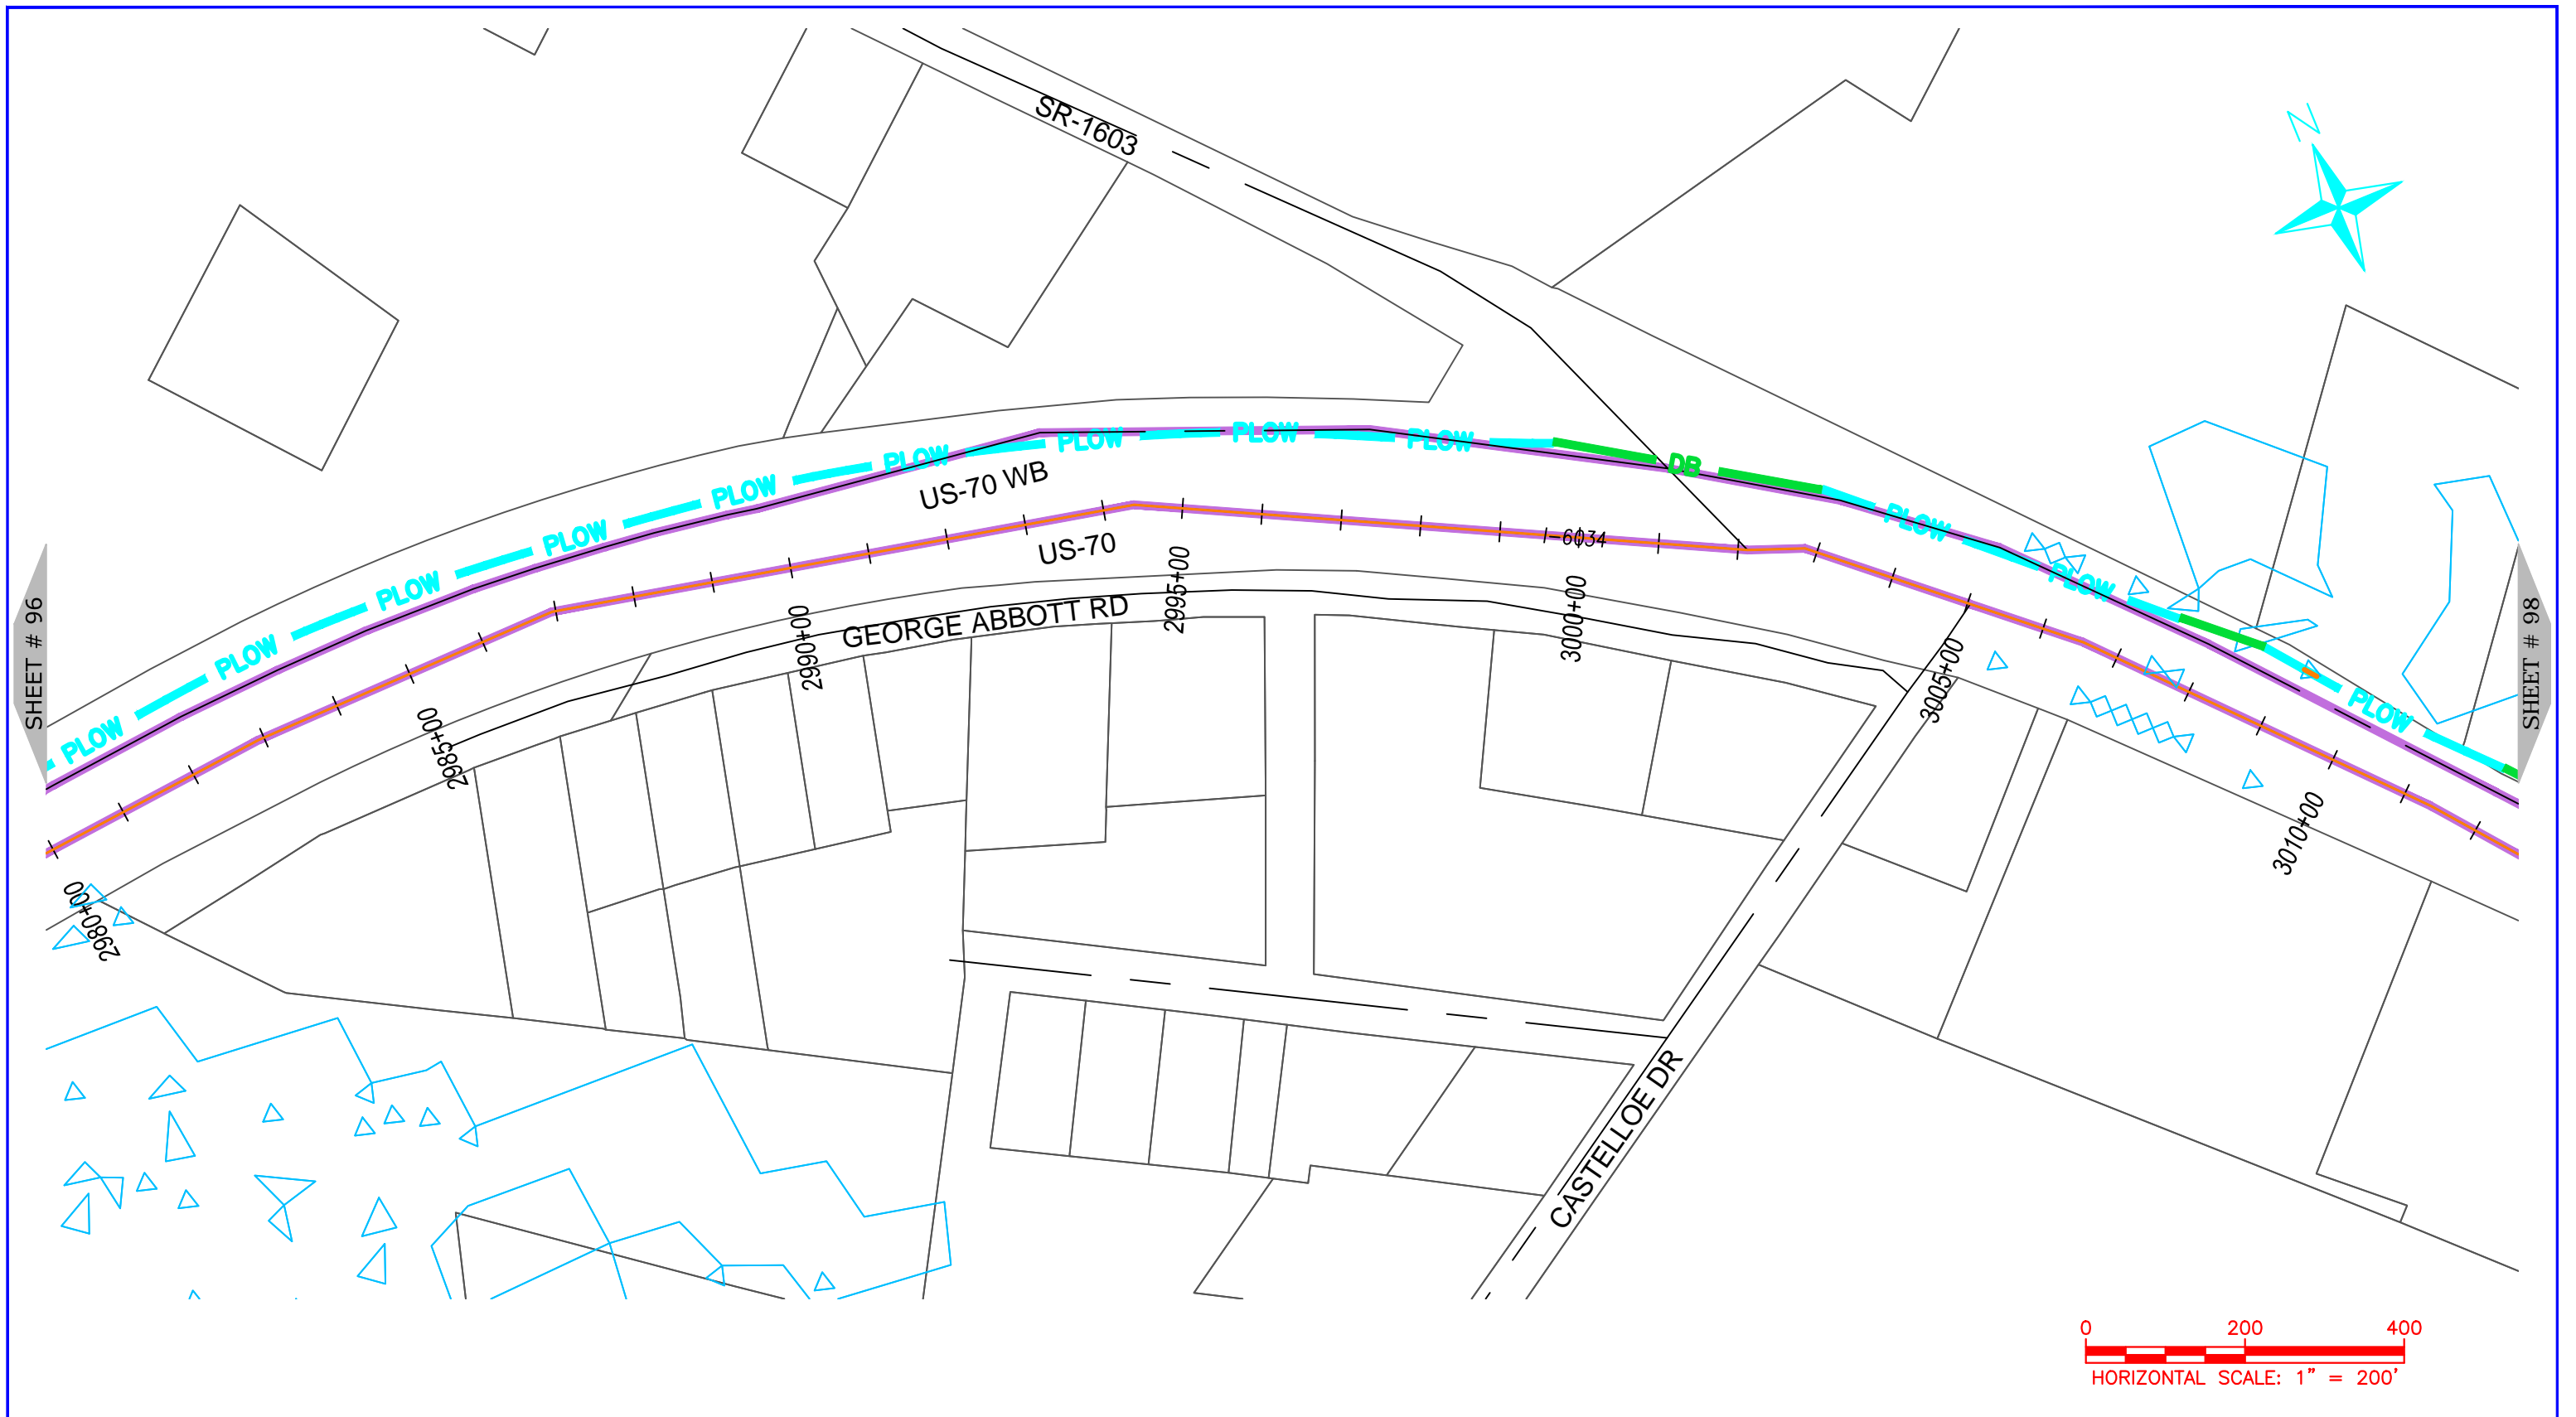 N
SR-1603
PLOW
PLOW
PLOW
PLOW
PLOW
PLOW
PLOW
PLOW
PLOW
DB
PLOW
PLOW
PLOW
US-70 WB
US-70
-6034
GEORGE ABBOTT RD
2980+00
2985+00
2990+00
2995+00
3000+00
3005+00
3010+00
SHEET # 96
SHEET # 98
CASTELLOE DR
0 200 400
HORIZONTAL SCALE: 1" = 200'